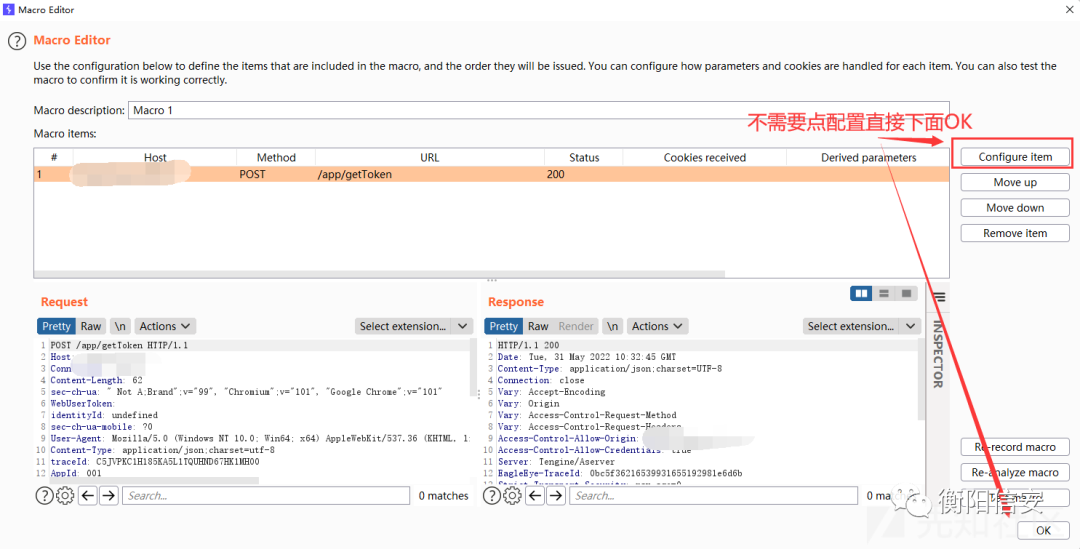 Macro Editor
Macro Editor
Use the configuration below to define the items that are included in the macro, and the order they will be issued. You can configure how parameters and cookies are handled for each item. You can also test the
macro to confirm it is working correctly.
Macro description: Macro 1
不需要点配置直接下面OK
Macro items:
# Host Method URL Status Cookies received Derived parameters
1 POST /app/getToken 200
Configure item
Move up
Move down
Remove item
Request
Pretty Raw \n Actions Select extension...
1 POST /app/getToken HTTP/1.1
2 Host
3 Conn
4 Content-Length: 62
5 sec-ch-ua: " Not A;Brand";v="99", "Chromium";v="101", "Google Chrome";v="101"
6 WebUserToken:
7 identityId: undefined
8 sec-ch-ua-mobile: ?0
9 User-Agent: Mozilla/5.0 (Windows NT 10.0; Win64; x64) AppleWebKit/537.36 (KHTML, l:
10 Content-Type: application/json;charset=utf-8
11 traceId: C5JVPKC1H185KA5L1TQUHND67HK1MH00
12 AppId: 001
Search...
0 matches
Response
Pretty Raw Render \n Actions Select extension...
1 HTTP/1.1 200
2 Date: Tue, 31 May 2022 10:32:45 GMT
3 Content-Type: application/json;charset=UTF-8
4 Connection: close
5 Vary: Accept-Encoding
6 Vary: Origin
7 Vary: Access-Control-Request-Method
8 Vary: Access-Control-Request-Headers
9 Access-Control-Allow-Origin:
10 Access-Control-Allow-Credentials: true
11 Server: Tengine/Aserver
12 EagleEye-TraceId: 0bc5f36216539931655192981e6d6b
Search...
0 ma
INSPECTOR
Re-record macro
Re-analyze macro
衡阳信安
先知社区
OK